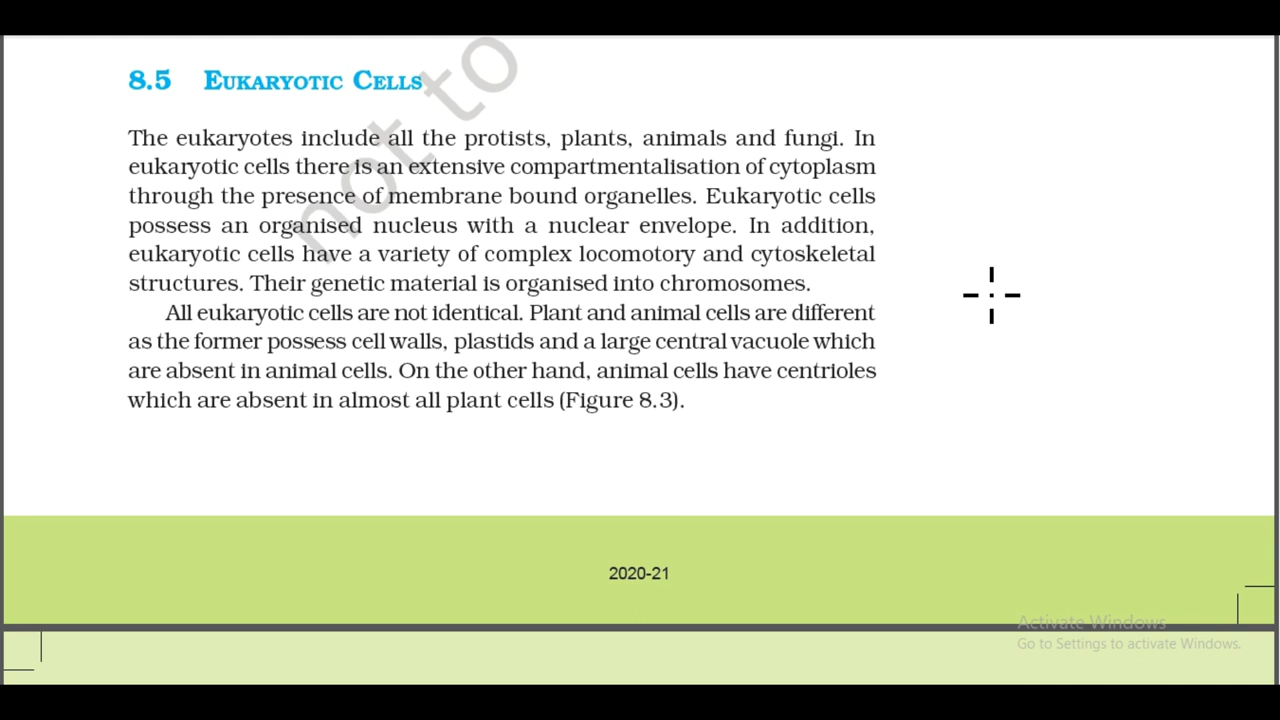 8.5 EUKARYOTIC CELLS
not to
The eukaryotes include all the protists, plants, animals and fungi. In
eukaryotic cells there is an extensive compartmentalisation of cytoplasm
through the presence of membrane bound organelles. Eukaryotic cells
possess an organised nucleus with a nuclear envelope. In addition,
eukaryotic cells have a variety of complex locomotory and cytoskeletal
structures. Their genetic material is organised into chromosomes.
All eukaryotic cells are not identical. Plant and animal cells are different
as the former possess cell walls, plastids and a large central vacuole which
are absent in animal cells. On the other hand, animal cells have centrioles
which are absent in almost all plant cells (Figure 8.3).
2020-21
Activate Windows
Go to Settings to activate Windows.